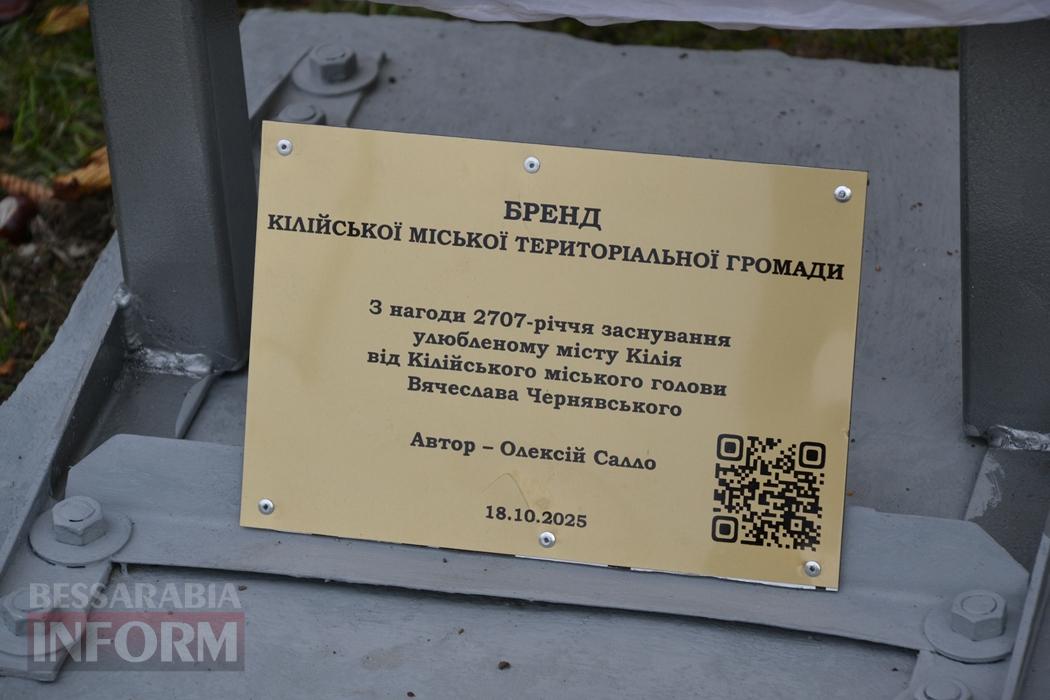 БРЕНД
КІЛІЙСЬКОЇ МІСЬКОЇ ТЕРИТОРІАЛЬНОЇ ГРОМАДИ
З нагоди 2707-річчя заснування
улюбленому місту Кілія
від Кілійського міського голови
Вячеслава Чернявського
Автор – Олексій Салло
18.10.2025
BESSARABIA
INFORM